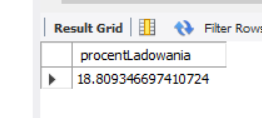 Result Grid Filter Rows
procentLadowania
18.809346697410724